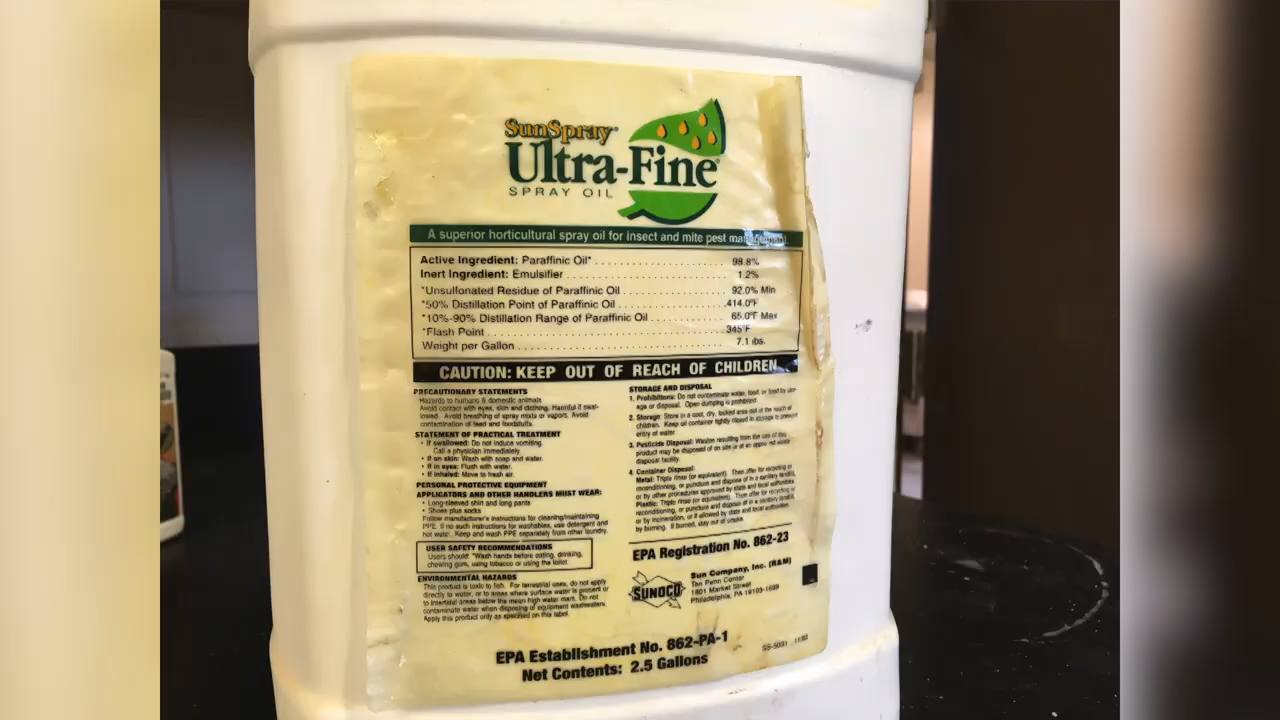 SunSpray®
Ultra-Fine®
SPRAY OIL
A superior horticultural spray oil for insect and mite pest management.
Active Ingredient: Paraffinic Oil* . . . . . . . . . . . . . . . . . . . . . . . 98.8%
Inert Ingredient: Emulsifier . . . . . . . . . . . . . . . . . . . . . . . . . . . 1.2%
*Unsulfonated Residue of Paraffinic Oil . . . . . . . . . . . . . . . . . 92.0% Min
*50% Distillation Point of Paraffinic Oil . . . . . . . . . . . . . . . . . 414.0°F
*10%-90% Distillation Range of Paraffinic Oil . . . . . . . . . . . . 65.0°F Max
*Flash Point . . . . . . . . . . . . . . . . . . . . . . . . . . . . . . . . . . . . . 345°F
Weight per Gallon . . . . . . . . . . . . . . . . . . . . . . . . . . . . . . . . 7.1 lbs.
CAUTION: KEEP OUT OF REACH OF CHILDREN
PRECAUTIONARY STATEMENTS
Hazards to humans & domestic animals
Avoid contact with eyes, skin and clothing. Harmful if swal-
lowed. Avoid breathing of spray mists or vapors. Avoid
contamination of feed and foodstuffs.
STATEMENT OF PRACTICAL TREATMENT
• If swallowed: Do not induce vomiting.
Call a physician immediately.
• If on skin: Wash with soap and water.
• If in eyes: Flush with water.
• If inhaled: Move to fresh air.
PERSONAL PROTECTIVE EQUIPMENT
APPLICATORS AND OTHER HANDLERS MUST WEAR:
• Long-sleeved shirt and long pants
• Shoes plus socks
Follow manufacturer's instructions for cleaning/maintaining
PPE. If no such instructions for washables, use detergent and
hot water. Keep and wash PPE separately from other laundry.
USER SAFETY RECOMMENDATIONS
Users should: "Wash hands before eating, drinking,
chewing gum, using tobacco or using the toilet.
ENVIRONMENTAL HAZARDS
This product is toxic to fish. For terrestrial uses, do not apply
directly to water, or to areas where surface water is present or
to intertidal areas below the mean high water mark. Do not
contaminate water when disposing of equipment washwaters.
Apply this product only as specified on this label.
STORAGE AND DISPOSAL
1. Prohibitions: Do not contaminate water, food, or feed by stor-
age or disposal. Open dumping is prohibited.
2. Storage: Store in a cool, dry, locked area out of the reach of
children. Keep oil container tightly closed in storage to prevent
entry of water.
3. Pesticide Disposal: Wastes resulting from the use of this
product may be disposed of on site or at an approved waste
disposal facility.
4. Container Disposal:
Metal: Triple rinse (or equivalent). Then offer for recycling or
reconditioning, or puncture and dispose of in a sanitary landfill,
or by other procedures approved by state and local authorities.
Plastic: Triple rinse (or equivalent). Then offer for recycling or
reconditioning, or puncture and dispose of in a sanitary landfill,
or by incineration, or if allowed by state and local authorities,
by burning. If burned, stay out of smoke.
EPA Registration No. 862-23
SUNOCO
Sun Company, Inc. (R&M)
Ten Penn Center
1801 Market Street
Philadelphia, PA 19103-1699
EPA Establishment No. 862-PA-1
Net Contents: 2.5 Gallons